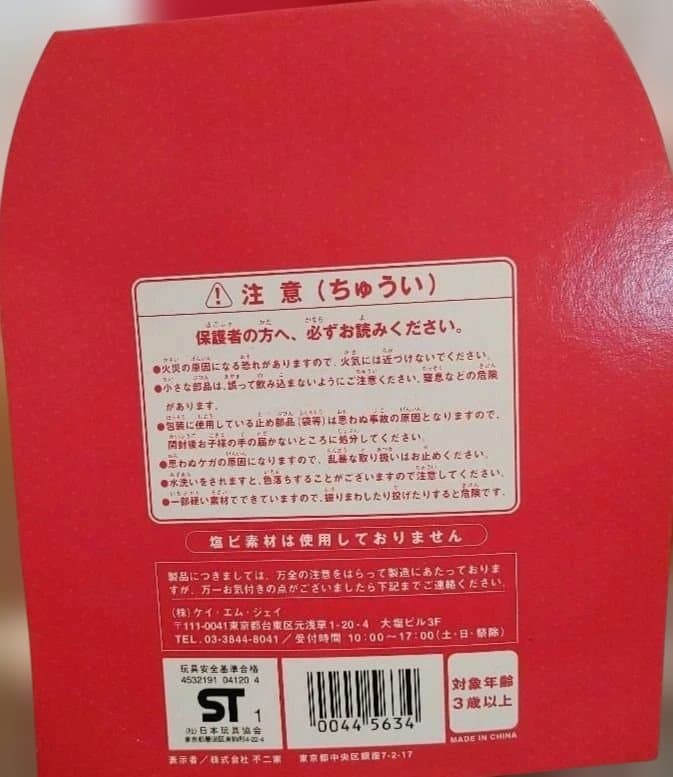 注意(ちゅうい)
保護者の方へ、必ずお読みください。
●火災の原因になる恐れがありますので、火気には近づけないでください。
●小さな部品は、誤って飲み込まないようにご注意ください。窒息などの危険
があります。
●包装に使用している止め部品(袋等)は思わぬ事故の原因となりますので、
開封後お子様の手の届かないところに処分してください。
●思わぬケガの原因になりますので、乱暴な取り扱いはお止めください。
●水洗いをされますと、色落ちすることがございますので注意してください。
●一部硬い素材でできていますので、振りまわしたり投げたりすると危険です。
塩ビ素材は使用しておりません
製品につきましては、万全の注意をはらって製造にあたっておりま
すが、万一お気付きの点がございましたら下記までご連絡ください。
(株)ケイ・エム・ジェイ
〒111-0041東京都台東区元浅草1-20-4 大塩ビル3F
TEL.03-3844-8041/受付時間 10:00〜17:00(土・日・祭除)
玩具安全基準合格
4532191 04120 4
ST 1
(社)日本玩具協会
東京都墨田区東駒形4-22-4
0044 5634
対象年齢
3歳以上
MADE IN CHINA
表示者/株式会社 不二家 東京都中央区銀座7-2-17